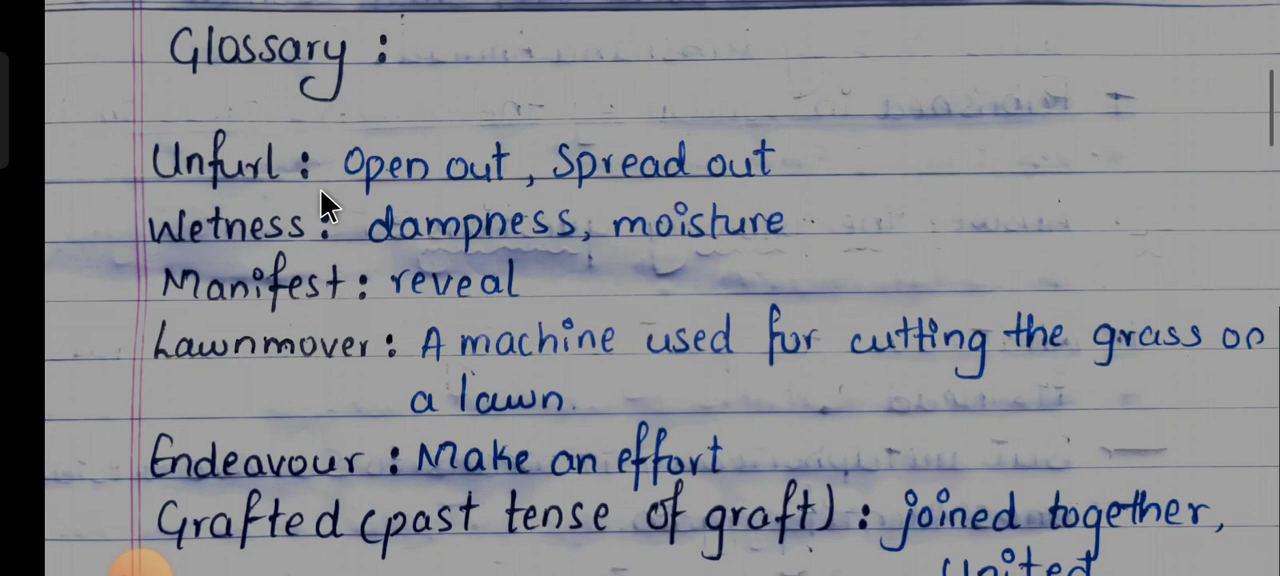 Glossary :
Unfurl : Open out, Spread out
Wetness : dampness, moisture
Manifest : reveal
Lawnmover : A machine used for cutting the grass on
a lawn.
Endeavour : Make an effort
Grafted (past tense of graft) : joined together,
United